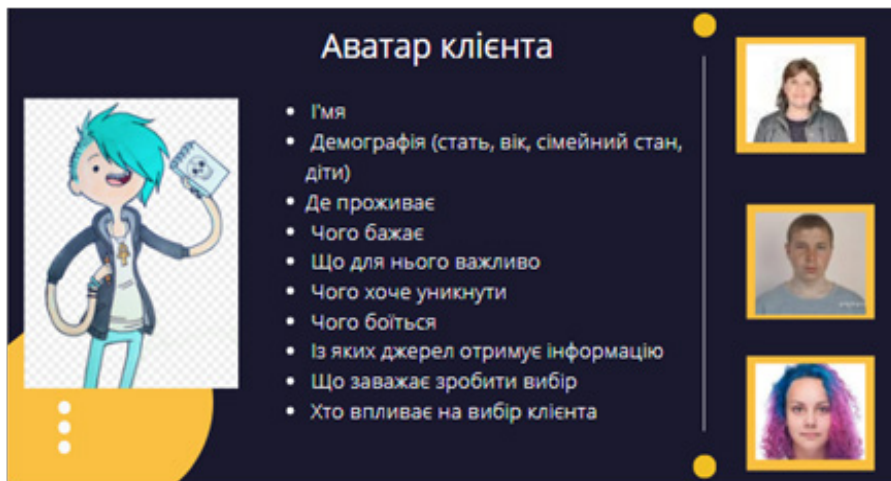 Аватар клієнта
• І'мя
• Демографія (стать, вік, сімейний стан,
діти)
• Де проживає
• Чого бажає
• Що для нього важливо
• Чого хоче уникнути
• Чого боїться
• Із яких джерел отримує інформацію
• Що заважає зробити вибір
• Хто впливає на вибір клієнта